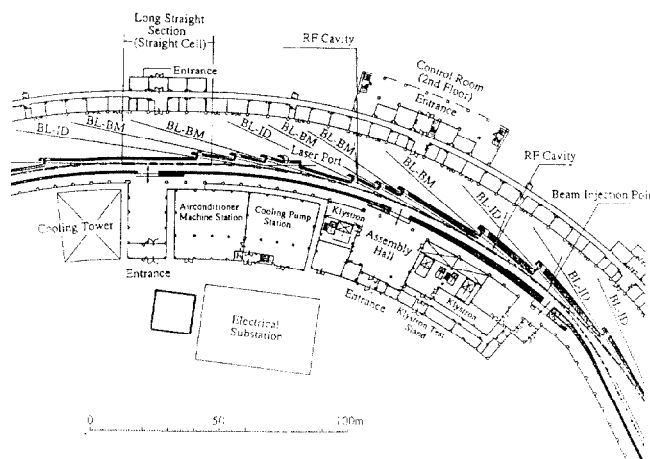 Long Straight
Section
(Straight Cell)
RF Cavity
Entrance
Control Room
(2nd Floor)
Entrance
BL-ID
BL-BM
BL-BM
BL-ID
BL-BM
BL-BM
Laser Port
BL-BM
RF Cavity
BL-ID
Beam Injection Point
BL-ID
BL-ID
Cooling Tower
Airconditioner
Machine Station
Cooling Pump
Station
Klystron
Assembly
Hall
Entrance
Entrance
Klystron
Klystron Test
Stand
Electrical
Substation
0
50
100m